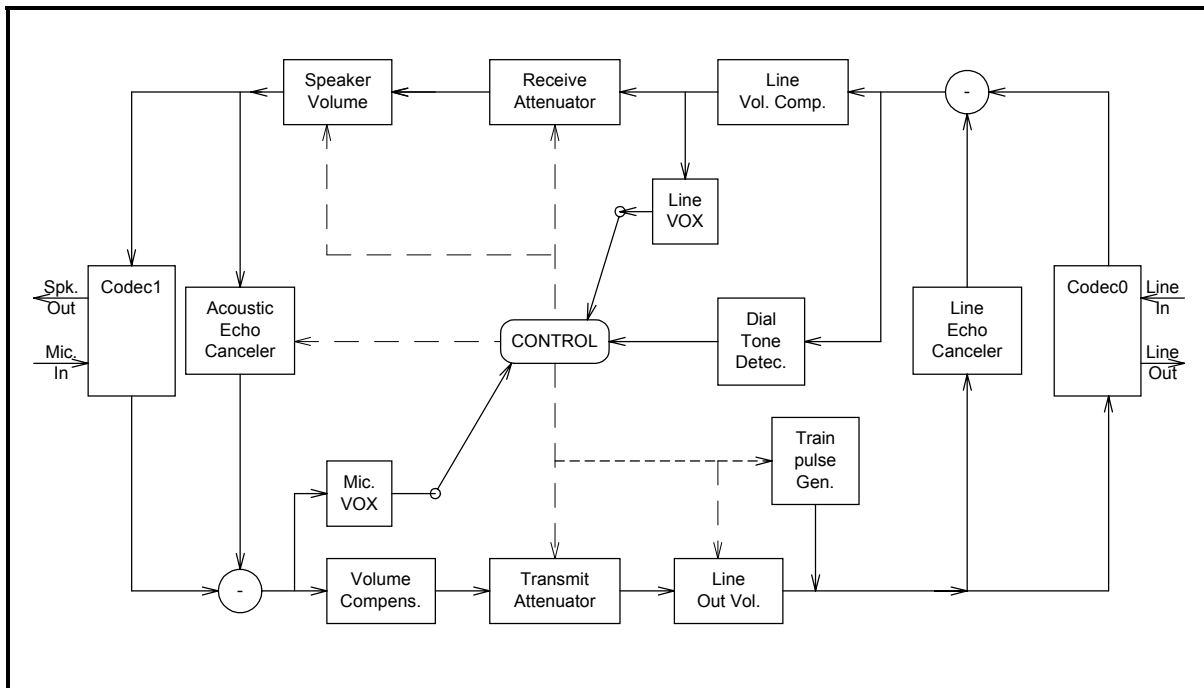 Speaker
Volume
Receive
Attenuator
Line
Vol. Comp.
-
Line
VOX
Spk.
Out
Mic.
In
Codec1
Acoustic
Echo
Canceler
CONTROL
Dial
Tone
Detec.
Line
Echo
Canceler
Codec0
Line
In
Line
Out
Mic.
VOX
Train
pulse
Gen.
-
Volume
Compens.
Transmit
Attenuator
Line
Out Vol.